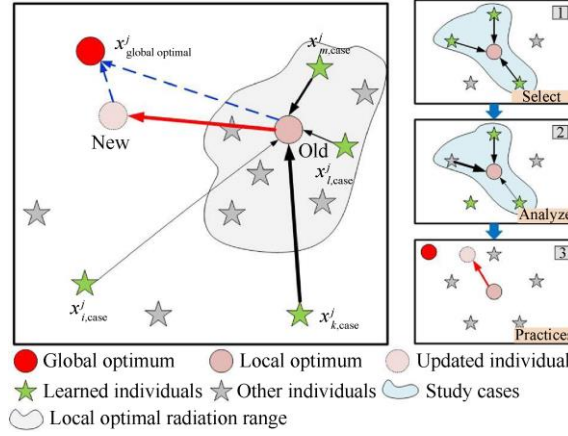 x^j_global optimal
x^j_m,case
New
Old
x^j_l,case
x^j_i,case
x^j_k,case
1
Select
2
Analyze
3
Practices
Global optimum
Local optimum
Updated individual
Learned individuals
Other individuals
Study cases
Local optimal radiation range